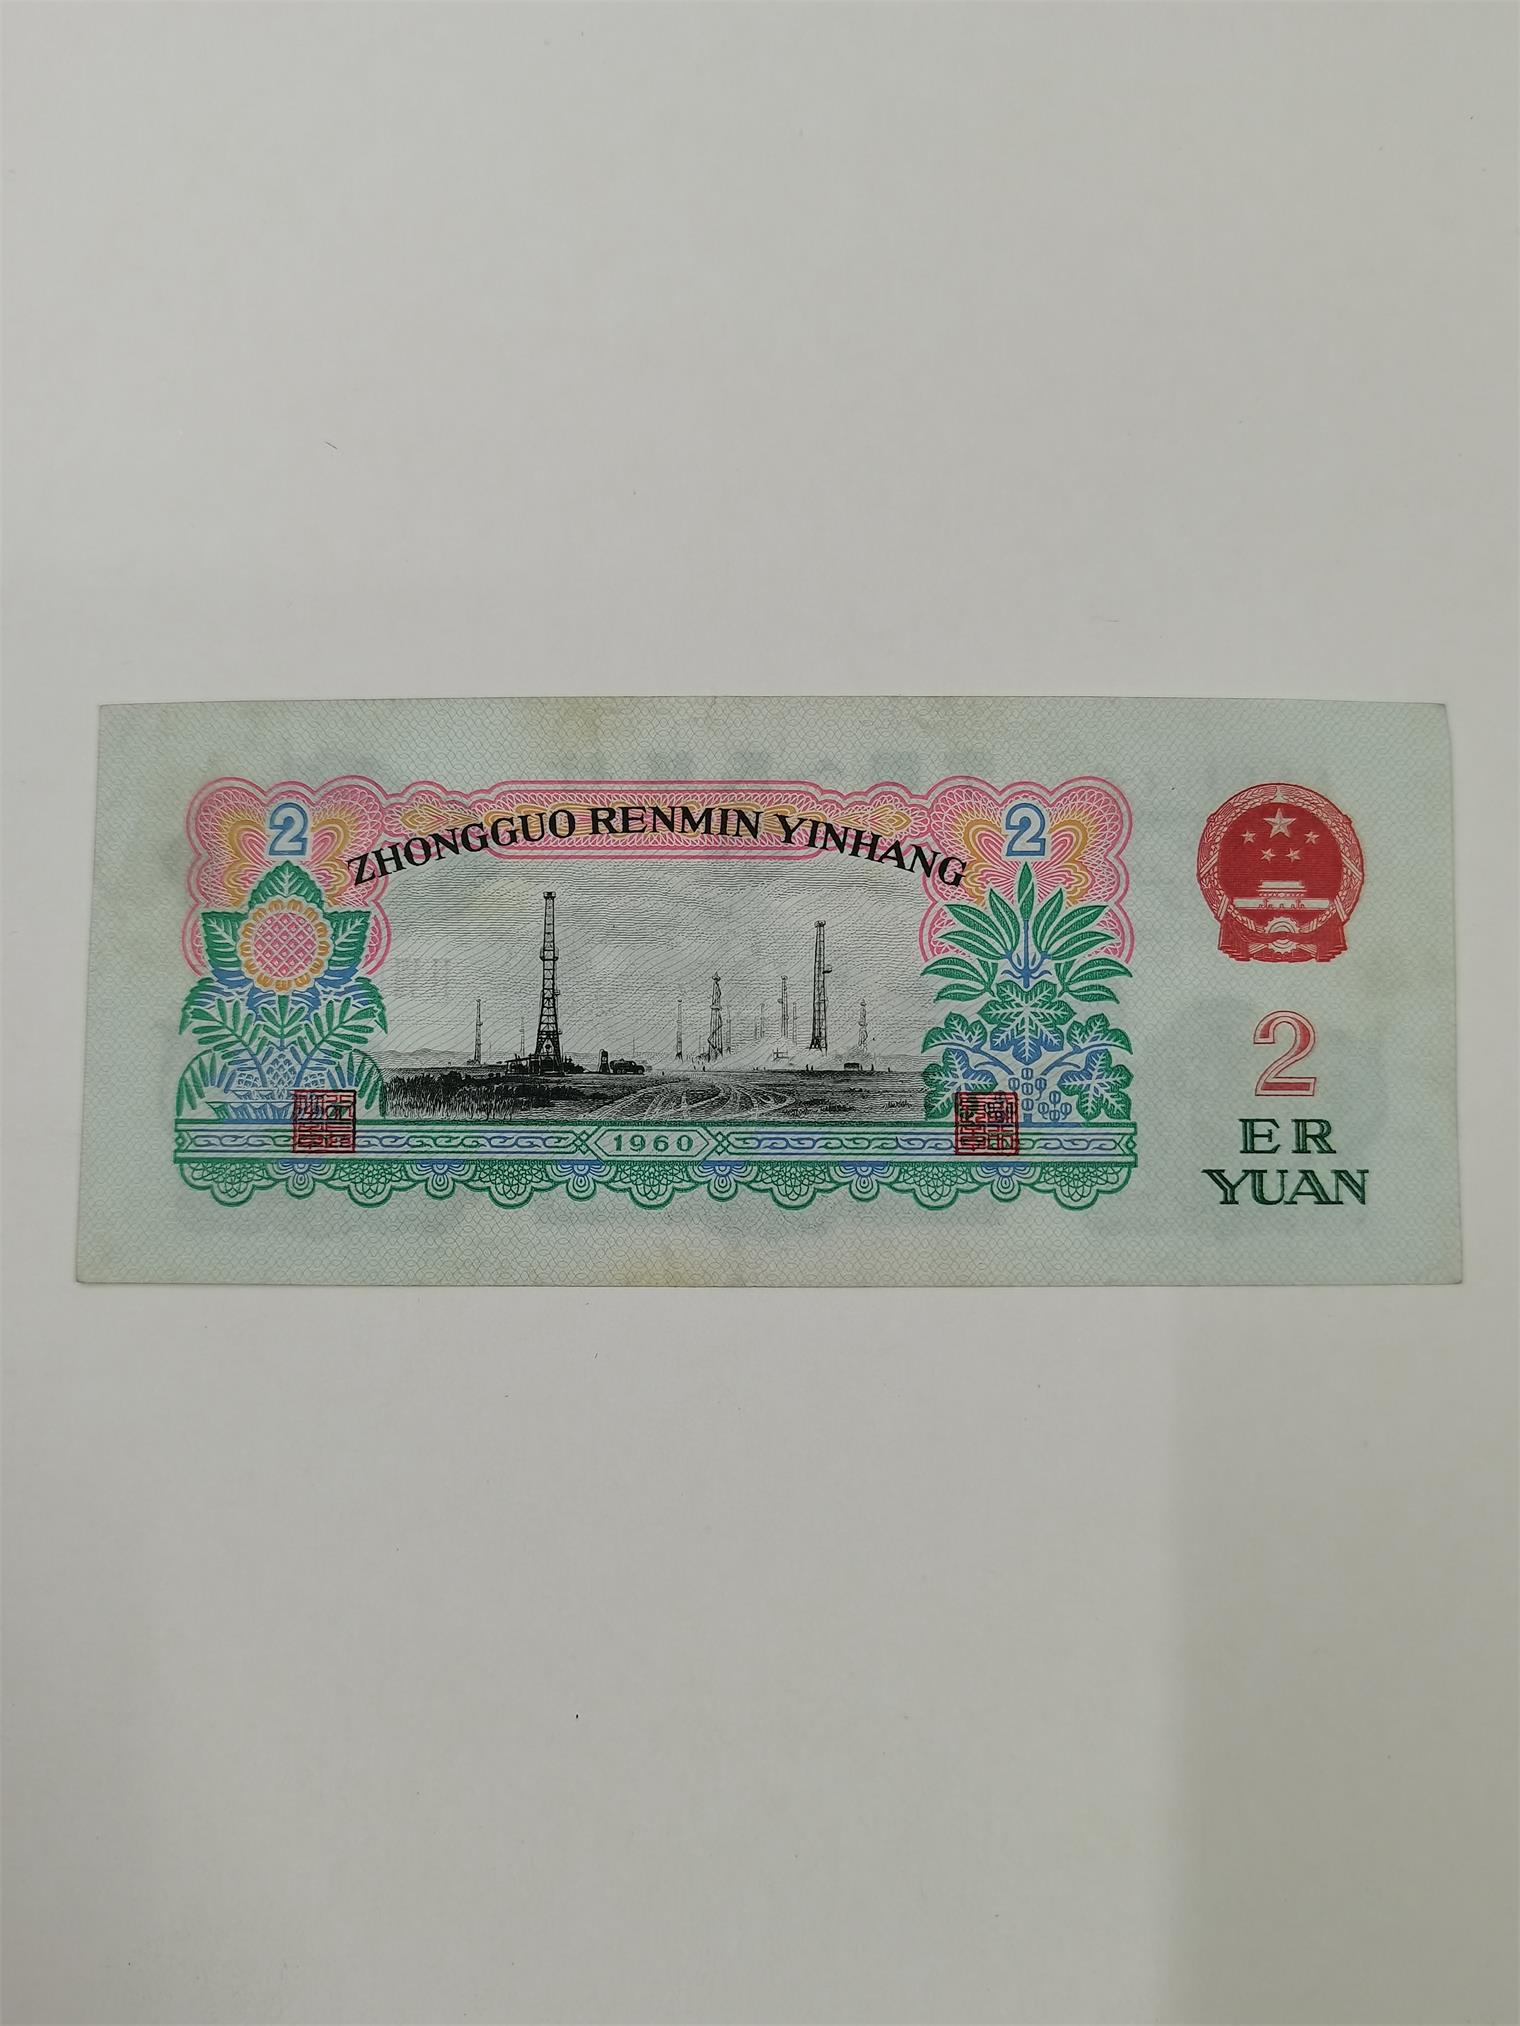 2
ZHONGGUO RENMIN YINHANG
2
1960
2
ER
YUAN